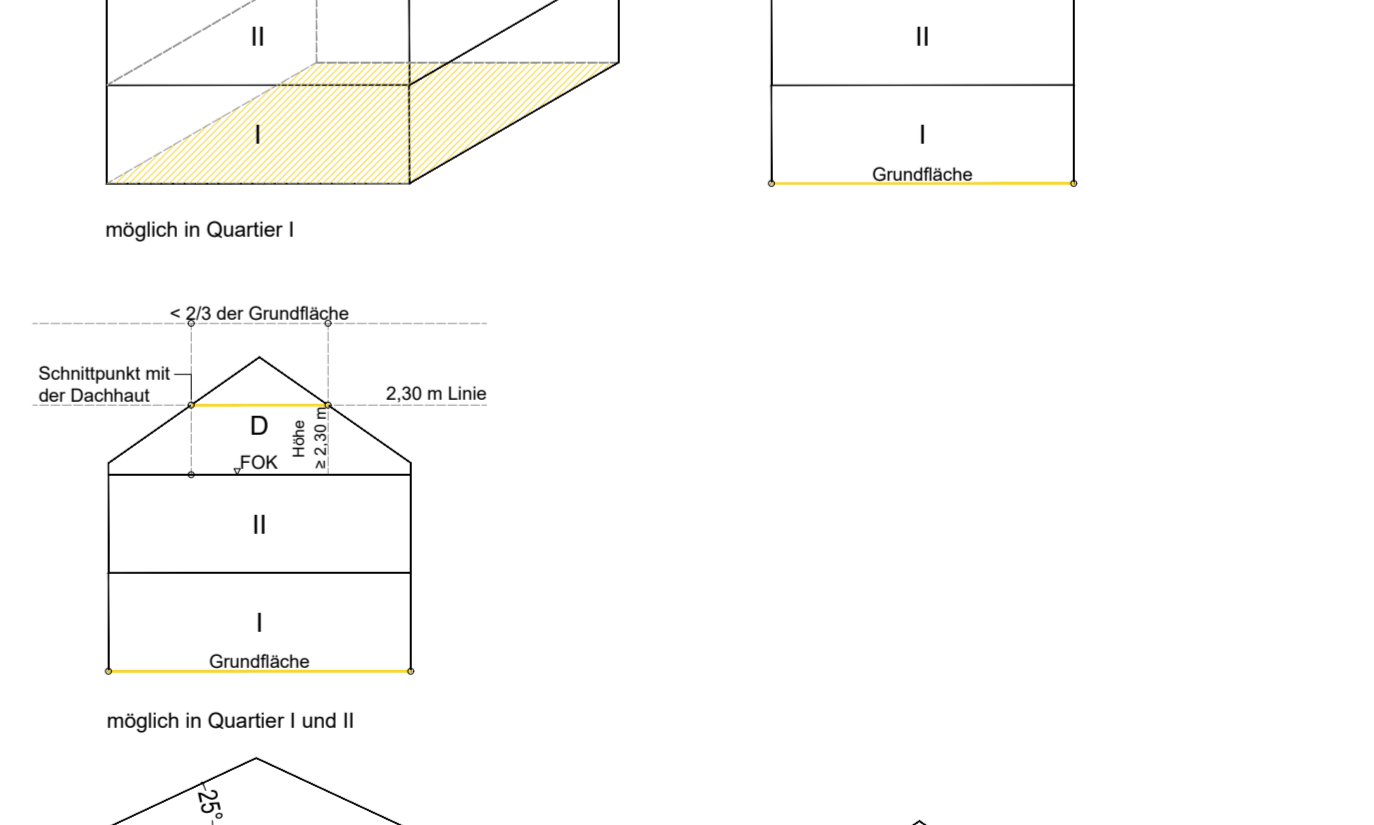 II
II
I
I
Grundfläche
möglich in Quartier I
< 2/3 der Grundfläche
Schnittpunkt mit
der Dachhaut
2,30 m Linie
D
Höhe
≥ 2,30 m
FOK
II
I
Grundfläche
möglich in Quartier I und II
25°